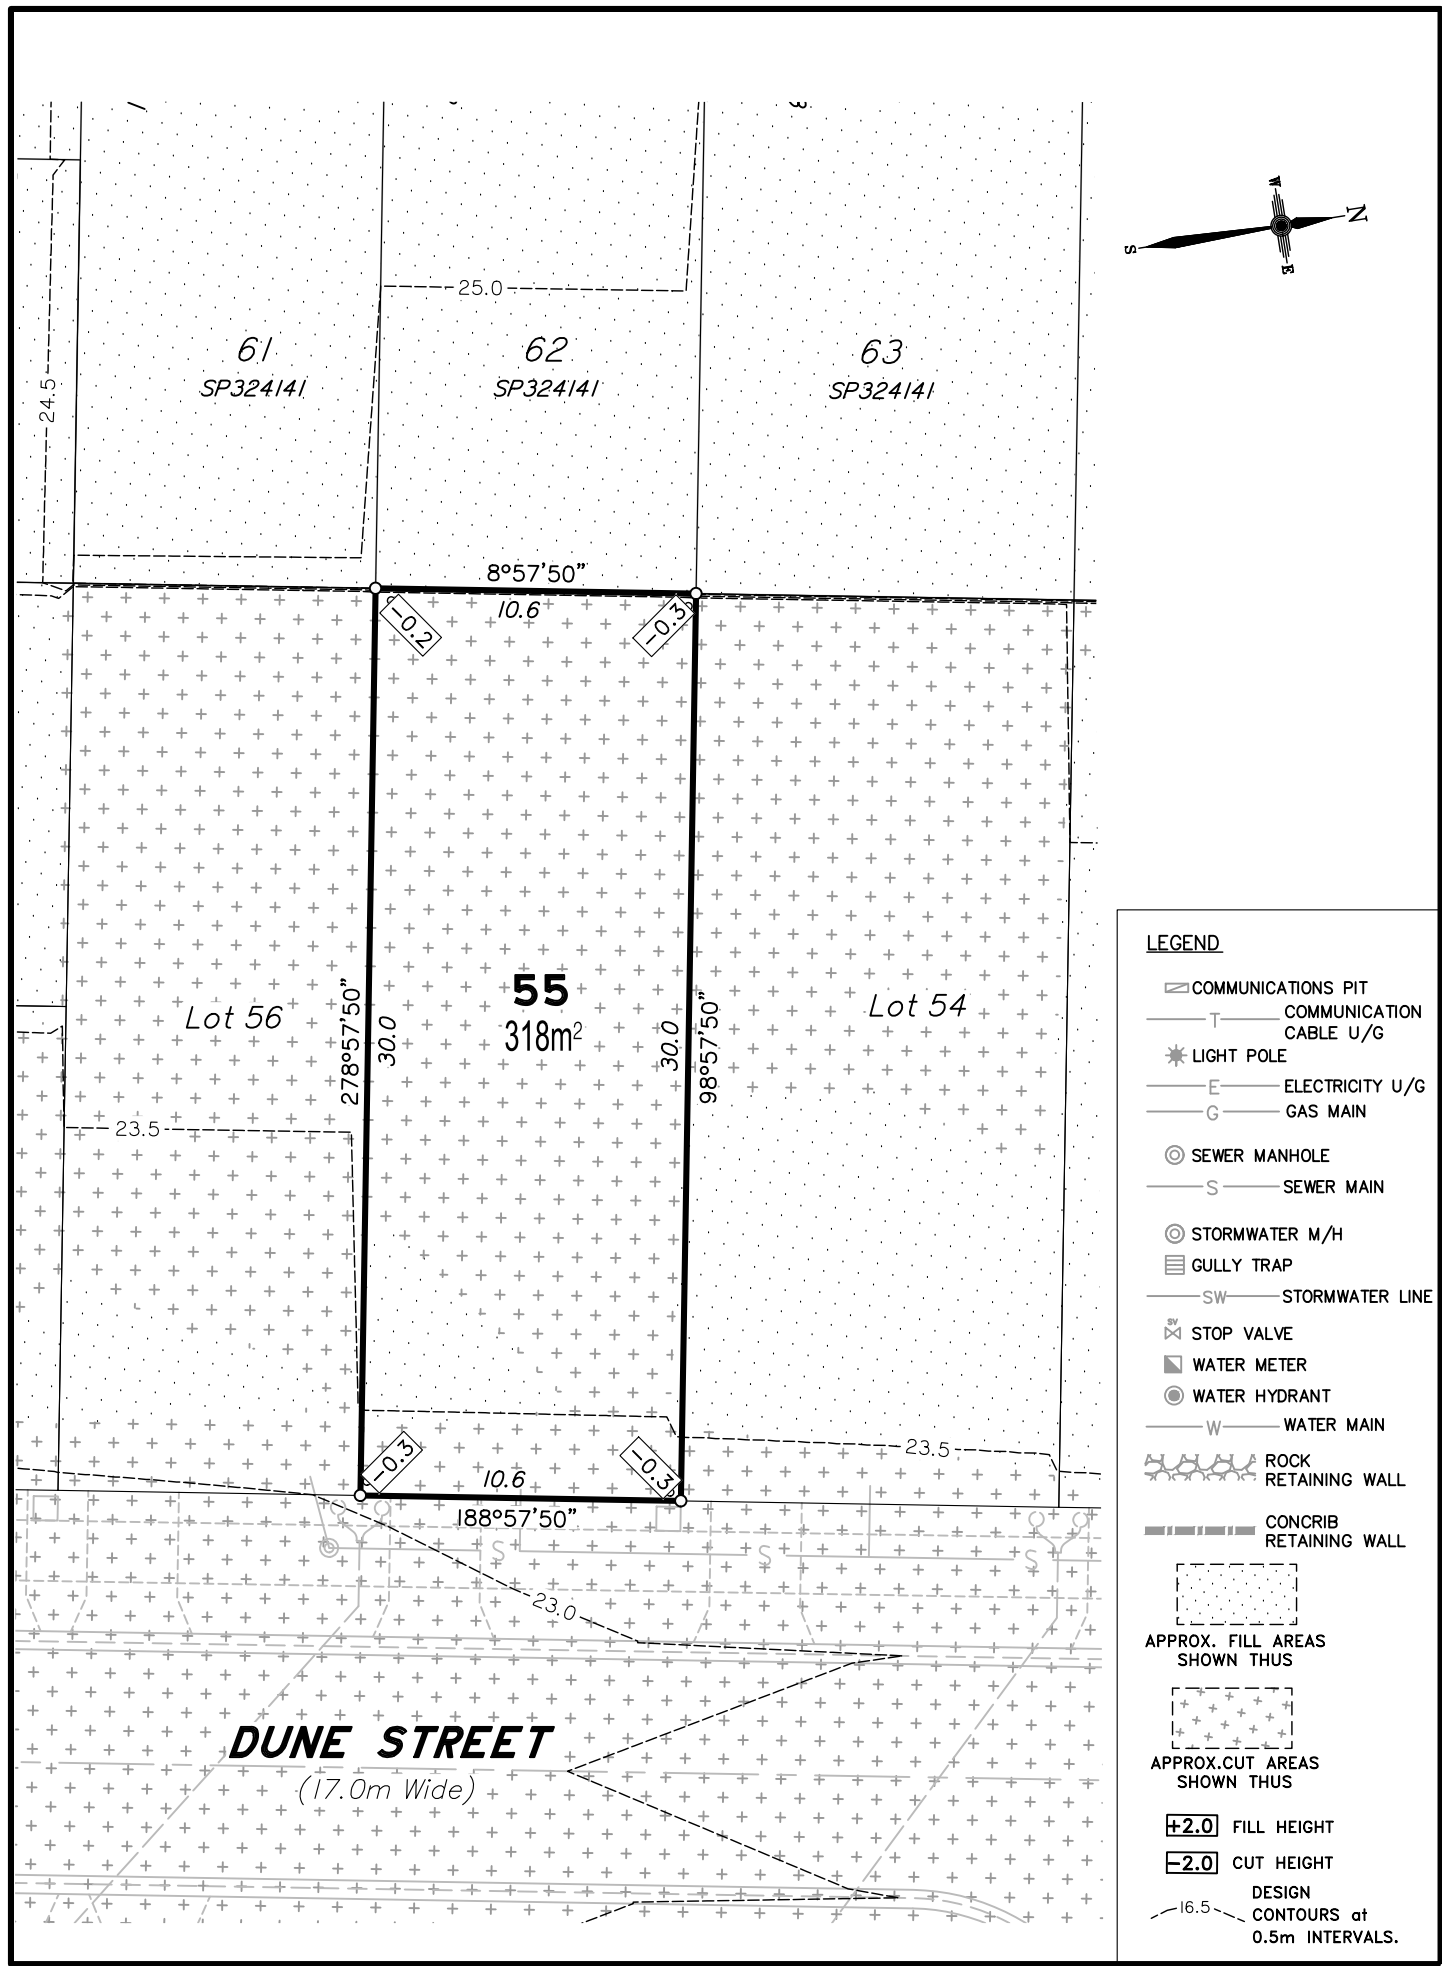 W
N
S
E
25.0
61
SP324141
62
SP324141
63
SP324141
24.5
8°57'50"
10.6
-0.2
-0.3
55
318m²
Lot 56
Lot 54
278°57'50"
30.0
30.0
98°57'50"
23.5
23.5
-0.3
-0.3
10.6
188°57'50"
S
S
S
23.0
DUNE STREET
(17.0m Wide)
LEGEND
COMMUNICATIONS PIT
T COMMUNICATION
CABLE U/G
LIGHT POLE
E ELECTRICITY U/G
G GAS MAIN
SEWER MANHOLE
S SEWER MAIN
STORMWATER M/H
GULLY TRAP
SW STORMWATER LINE
SV
STOP VALVE
WATER METER
WATER HYDRANT
W WATER MAIN
ROCK
RETAINING WALL
CONCRIB
RETAINING WALL
APPROX. FILL AREAS
SHOWN THUS
APPROX.CUT AREAS
SHOWN THUS
+2.0 FILL HEIGHT
-2.0 CUT HEIGHT
16.5
DESIGN
CONTOURS at
0.5m INTERVALS.